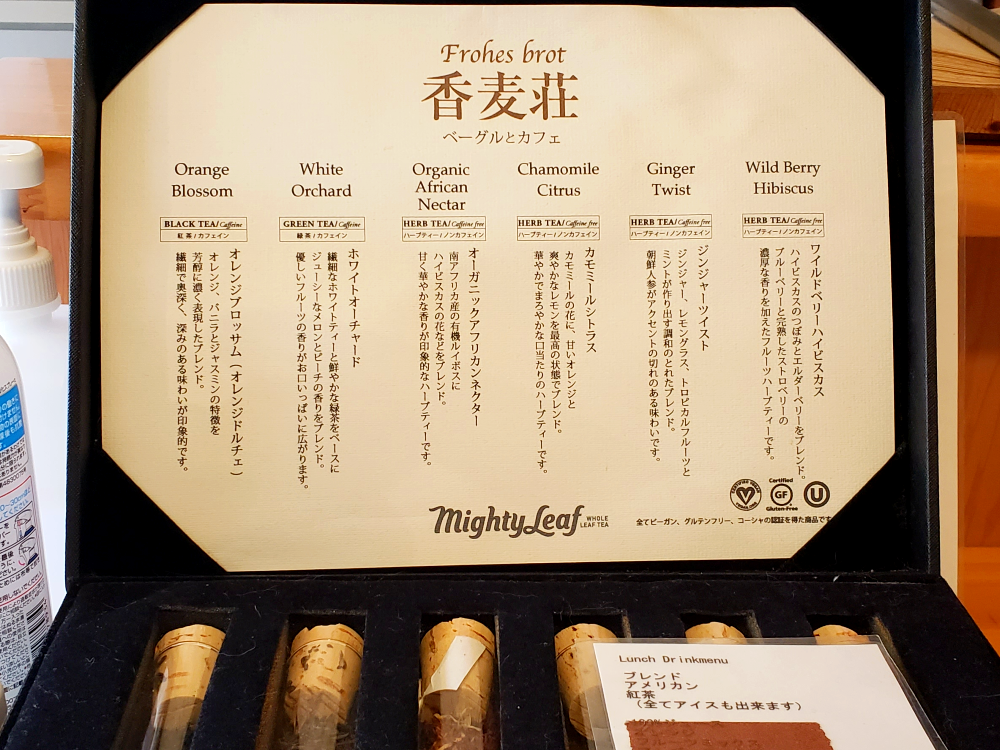 Frohes brot
香麦荘
ベーグルとカフェ
Orange
Blossom
BLACK TEA/Caffeine
紅茶/カフェイン
オレンジブロッサム(オレンジドルチェ)
オレンジ、バニラとジャスミンの特徴を
芳醇に濃く表現したブレンド。
繊細で奥深く、深みのある味わいが印象的です。
White
Orchard
GREEN TEA/Caffeine
緑茶/カフェイン
ホワイトオーチャード
繊細なホワイトティーと鮮やかな緑茶をベースに
ジューシーなメロンとピーチの香りをブレンド。
優しいフルーツの香りがお口いっぱいに広がります。
Organic
African
Nectar
HERB TEA/Caffeine free
ハーブティー/ノンカフェイン
オーガニックアフリカンネクター
南アフリカ産の有機ルイボスに
ハイビスカスの花などをブレンド。
甘く華やかな香りが印象的なハーブティーです。
Chamomile
Citrus
HERB TEA/Caffeine free
ハーブティー/ノンカフェイン
カモミールシトラス
カモミールの花に、甘いオレンジと
爽やかなレモンを最高の状態でブレンド。
華やかでまろやかな口当たりのハーブティーです。
Ginger
Twist
HERB TEA/Caffeine free
ハーブティー/ノンカフェイン
ジンジャーツイスト
ジンジャー、レモングラス、トロピカルフルーツと
ミントが作り出す調和のとれたブレンド。
朝鮮人参がアクセントの切れのある味わいです。
Wild Berry
Hibiscus
HERB TEA/Caffeine free
ハーブティー/ノンカフェイン
ワイルドベリーハイビスカス
ハイビスカスのつぼみとエルダーベリーをブレンド。
ブルーベリーと完熟したストロベリーの
濃厚な香りを加えたフルーツハーブティーです。
Mighty Leaf
WHOLE
LEAF TEA
Certified
GF
Gluten-Free
U
全てビーガン、グルテンフリー、コーシャの認証を得た商品です
Lunch Drinkmenu
ブレンド
アメリカン
紅茶
(全てアイスも出来ます)